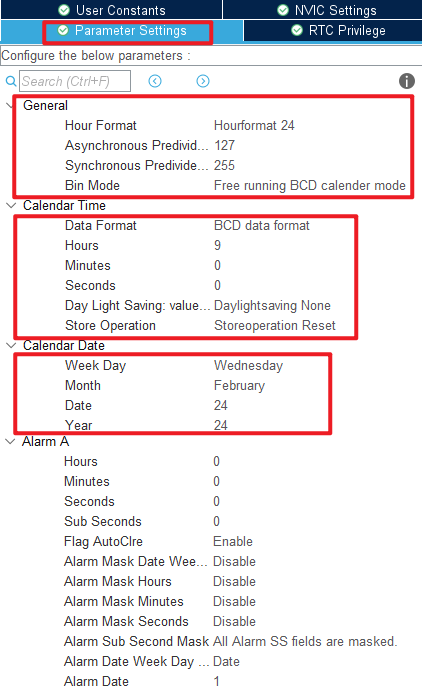 User Constants NVIC Settings
Parameter Settings RTC Privilege
Configure the below parameters :
Search (Ctrl+F)
General
Hour Format Hourformat 24
Asynchronous Predivid... 127
Synchronous Predivide... 255
Bin Mode Free running BCD calender mode
Calendar Time
Data Format BCD data format
Hours 9
Minutes 0
Seconds 0
Day Light Saving: value... Daylightsaving None
Store Operation Storeoperation Reset
Calendar Date
Week Day Wednesday
Month February
Date 24
Year 24
Alarm A
Hours 0
Minutes 0
Seconds 0
Sub Seconds 0
Flag AutoClre Enable
Alarm Mask Date Wee... Disable
Alarm Mask Hours Disable
Alarm Mask Minutes Disable
Alarm Mask Seconds Disable
Alarm Sub Second Mask All Alarm SS fields are masked.
Alarm Date Week Day ... Date
Alarm Date 1